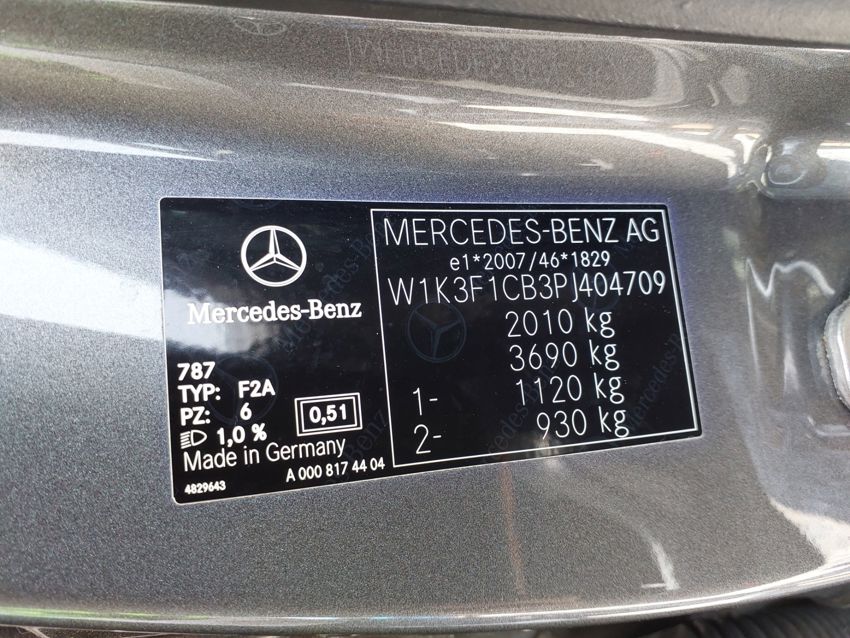 Mercedes-Benz
787
TYP: F2A
PZ: 6
0,51
1,0 %
Made in Germany
4829643
A 000 817 44 04
MERCEDES-BENZ AG
e1*2007/46*1829
W1K3F1CB3PJ404709
2010 kg
3690 kg
1- 1120 kg
2- 930 kg